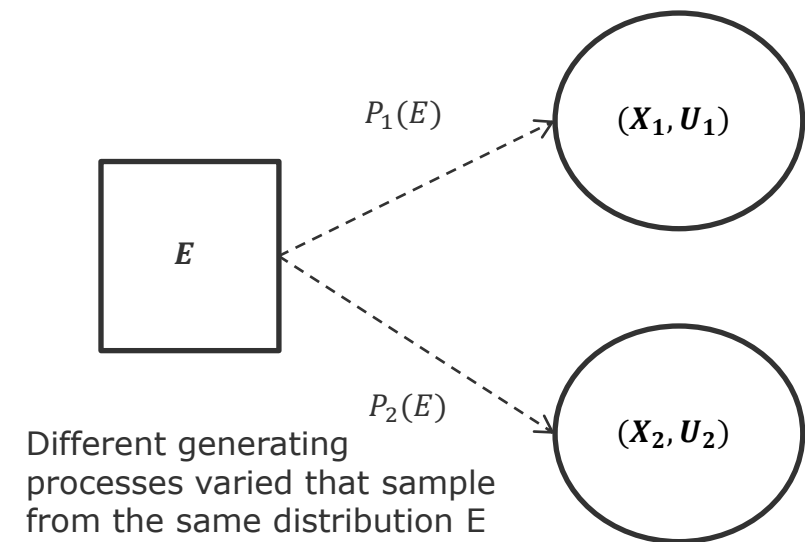 P₁(E)
(X₁, U₁)
E
P₂(E)
(X₂, U₂)
Different generating
processes varied that sample
from the same distribution E